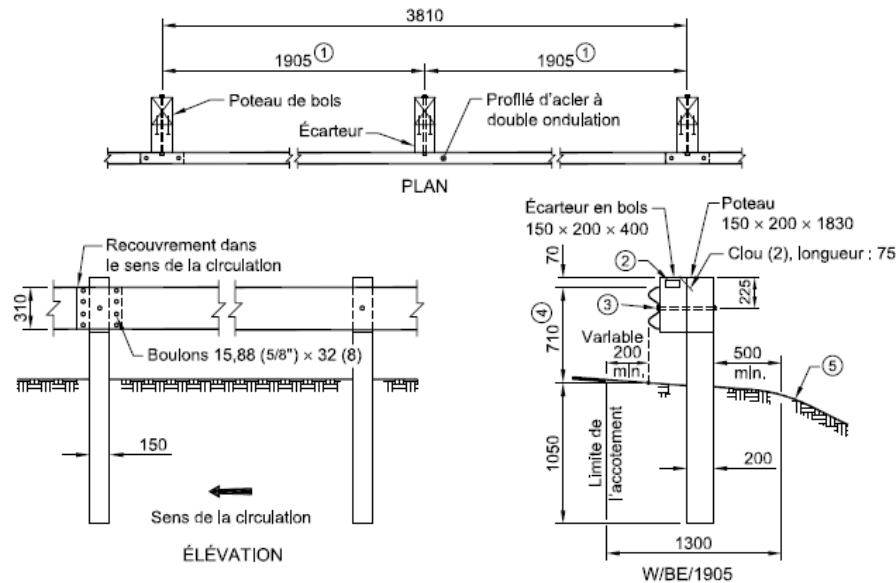 3810
1905 ①
1905 ①
Poteau de bois
Profilé d'acier à
double ondulation
Écarteur
PLAN
Recouvrement dans
le sens de la circulation
310
Boulons 15,88 (5/8") × 32 (8)
150
Sens de la circulation
ÉLÉVATION
Écarteur en bois
150 × 200 × 400
Poteau
150 × 200 × 1830
Clou (2), longueur : 75
70
②
225
③
④
710
Variable
200
min.
500
min.
⑤
1050
Limite de
l'accotement
200
1300
W/BE/1905